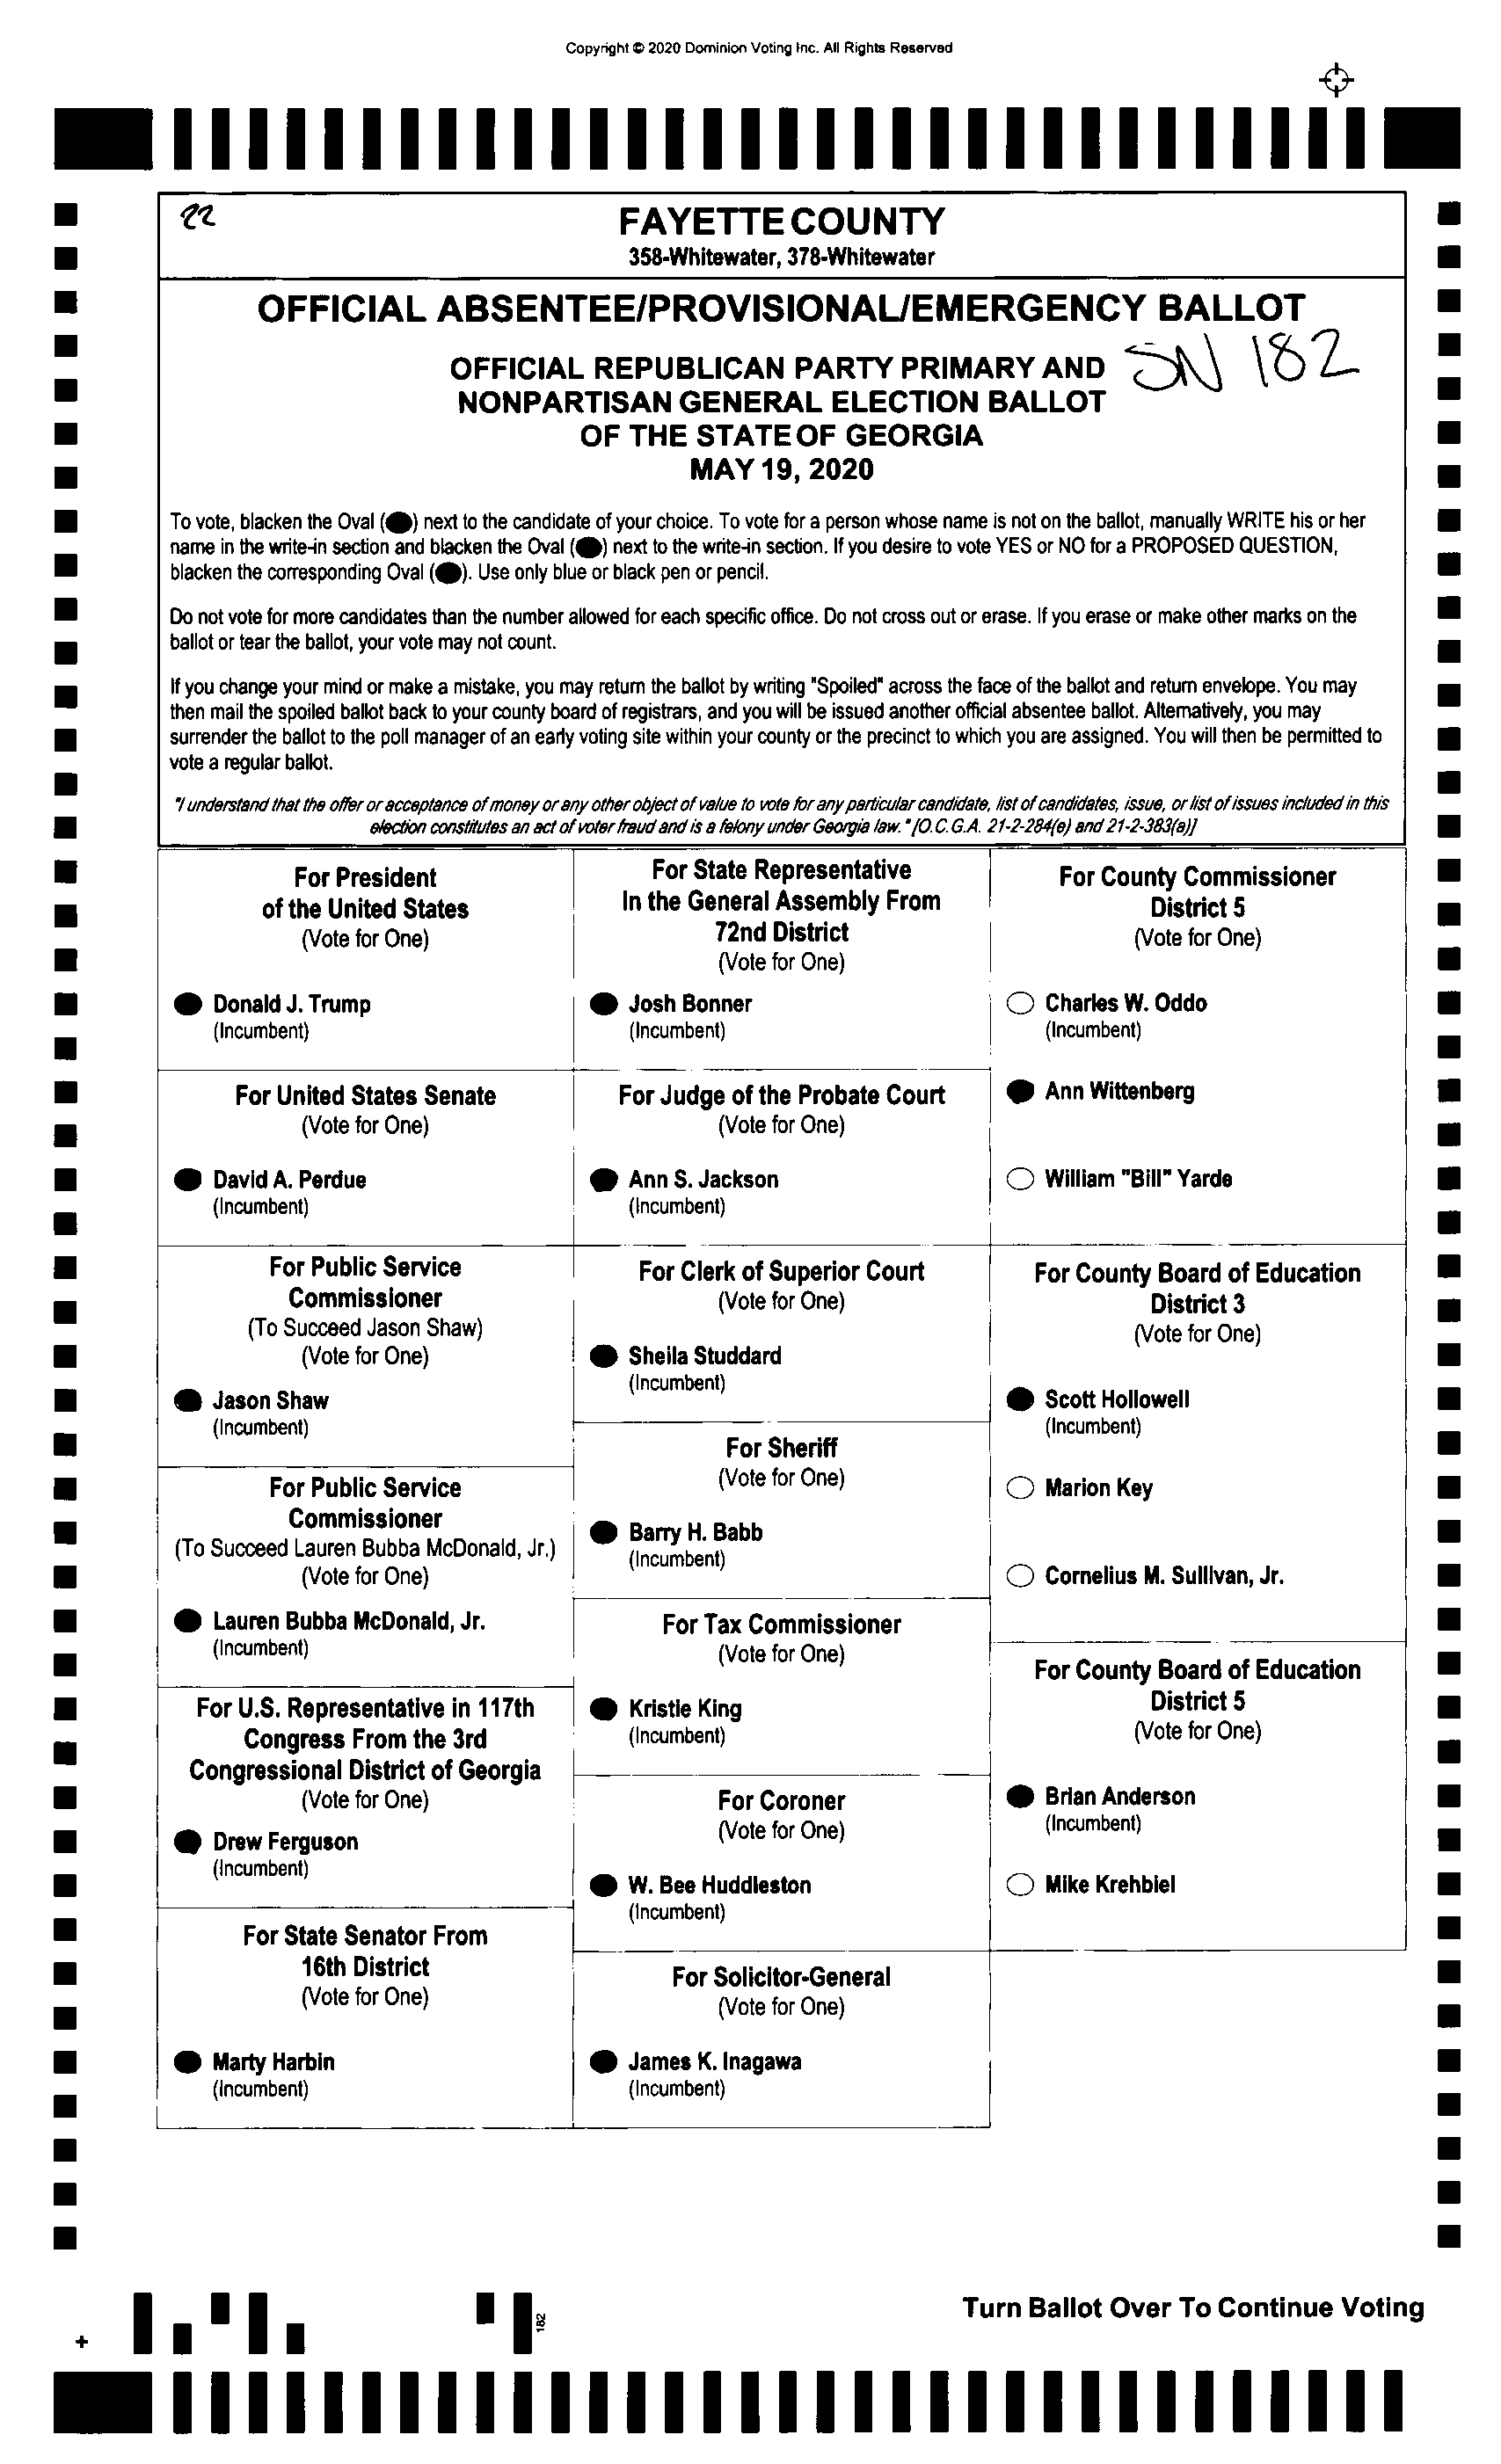 Copyright © 2020 Dominion Voting Inc. All Rights Reserved
22
FAYETTE COUNTY
358-Whitewater, 378-Whitewater
OFFICIAL ABSENTEE/PROVISIONAL/EMERGENCY BALLOT
OFFICIAL REPUBLICAN PARTY PRIMARY AND
NONPARTISAN GENERAL ELECTION BALLOT
OF THE STATE OF GEORGIA
MAY 19, 2020
SN 182
To vote, blacken the Oval (●) next to the candidate of your choice. To vote for a person whose name is not on the ballot, manually WRITE his or her
name in the write-in section and blacken the Oval (●) next to the write-in section. If you desire to vote YES or NO for a PROPOSED QUESTION,
blacken the corresponding Oval (●). Use only blue or black pen or pencil.
Do not vote for more candidates than the number allowed for each specific office. Do not cross out or erase. If you erase or make other marks on the
ballot or tear the ballot, your vote may not count.
If you change your mind or make a mistake, you may return the ballot by writing "Spoiled" across the face of the ballot and return envelope. You may
then mail the spoiled ballot back to your county board of registrars, and you will be issued another official absentee ballot. Alternatively, you may
surrender the ballot to the poll manager of an early voting site within your county or the precinct to which you are assigned. You will then be permitted to
vote a regular ballot.
"I understand that the offer or acceptance of money or any other object of value to vote for any particular candidate, list of candidates, issue, or list of issues included in this
election constitutes an act of voter fraud and is a felony under Georgia law." [O.C.G.A. 21-2-284(e) and 21-2-383(a)]
For President
of the United States
(Vote for One)
Donald J. Trump
(Incumbent)
For United States Senate
(Vote for One)
David A. Perdue
(Incumbent)
For Public Service
Commissioner
(To Succeed Jason Shaw)
(Vote for One)
Jason Shaw
(Incumbent)
For Public Service
Commissioner
(To Succeed Lauren Bubba McDonald, Jr.)
(Vote for One)
Lauren Bubba McDonald, Jr.
(Incumbent)
For U.S. Representative in 117th
Congress From the 3rd
Congressional District of Georgia
(Vote for One)
Drew Ferguson
(Incumbent)
For State Senator From
16th District
(Vote for One)
Marty Harbin
(Incumbent)
For State Representative
In the General Assembly From
72nd District
(Vote for One)
Josh Bonner
(Incumbent)
For Judge of the Probate Court
(Vote for One)
Ann S. Jackson
(Incumbent)
For Clerk of Superior Court
(Vote for One)
Sheila Studdard
(Incumbent)
For Sheriff
(Vote for One)
Barry H. Babb
(Incumbent)
For Tax Commissioner
(Vote for One)
Kristie King
(Incumbent)
For Coroner
(Vote for One)
W. Bee Huddleston
(Incumbent)
For Solicitor-General
(Vote for One)
James K. Inagawa
(Incumbent)
For County Commissioner
District 5
(Vote for One)
Charles W. Oddo
(Incumbent)
Ann Wittenberg
William "Bill" Yarde
For County Board of Education
District 3
(Vote for One)
Scott Hollowell
(Incumbent)
Marion Key
Cornelius M. Sullivan, Jr.
For County Board of Education
District 5
(Vote for One)
Brian Anderson
(Incumbent)
Mike Krehbiel
182
Turn Ballot Over To Continue Voting